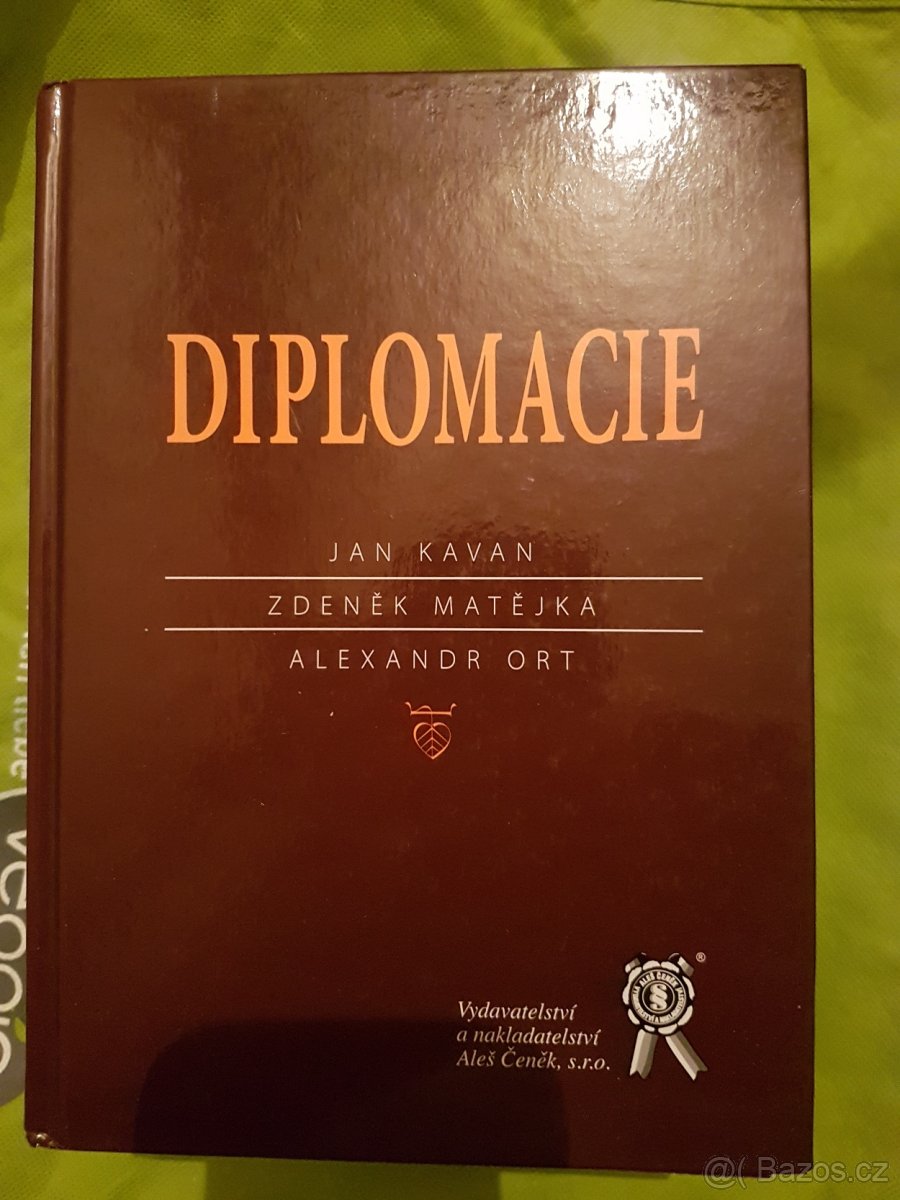 DIPLOMACIE
JAN KAVAN
ZDENĚK MATĚJKA
ALEXANDR ORT
Vydavatelství
a nakladatelství
Aleš Čeněk, s.r.o.
§
®
@( Bazos.cz